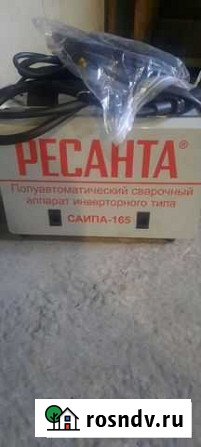 РЕСАНТА®
Полуавтоматический сварочный
аппарат инверторного типа
САИПА-165
rosndv.ru